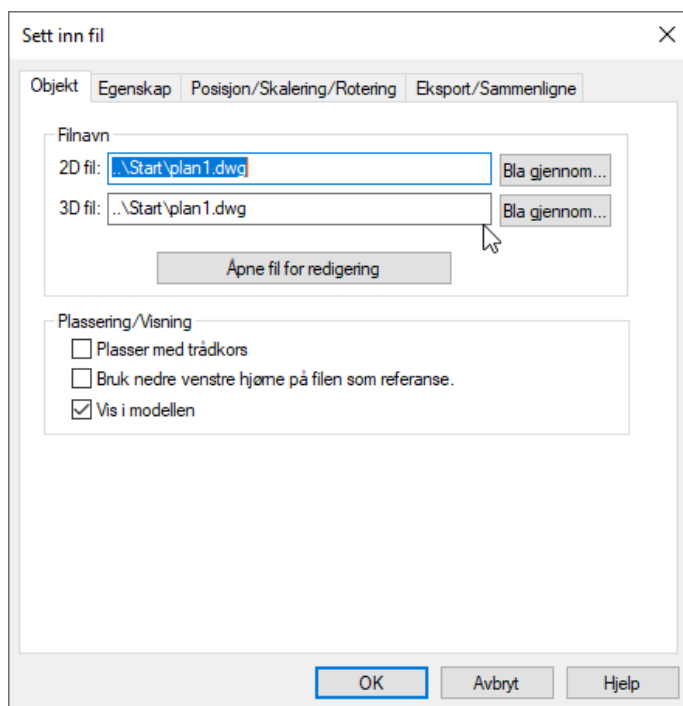 Sett inn fil
Objekt Egenskap Posisjon/Skalering/Rotering Eksport/Sammenligne
Filnavn
2D fil: ..\Start\plan1.dwg Bla gjennom...
3D fil: ..\Start\plan1.dwg Bla gjennom...
Åpne fil for redigering
Plassering/Visning
Plasser med trådkors
Bruk nedre venstre hjørne på filen som referanse.
Vis i modellen
OK Avbryt Hjelp